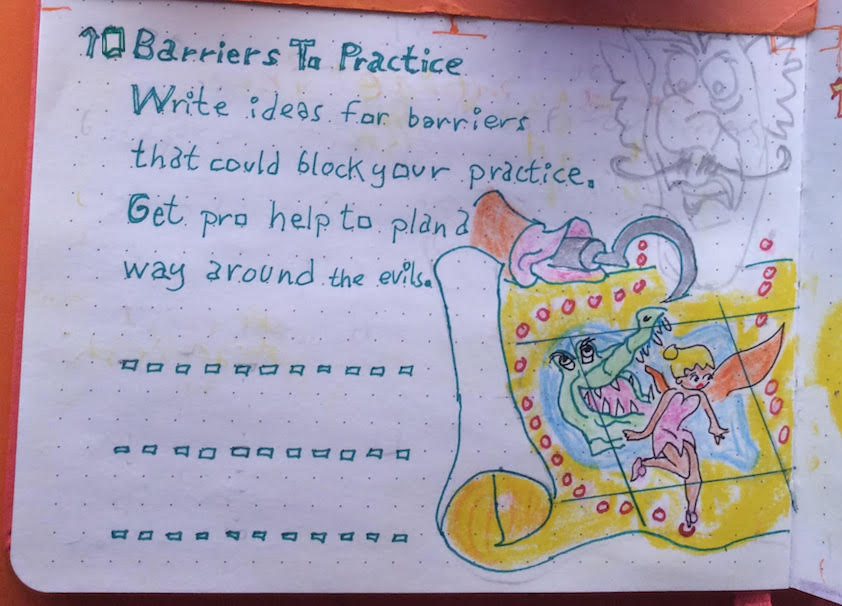 10 Barriers To Practice
Write ideas for barriers
that could block your practice.
Get pro help to plan a
way around the evils.